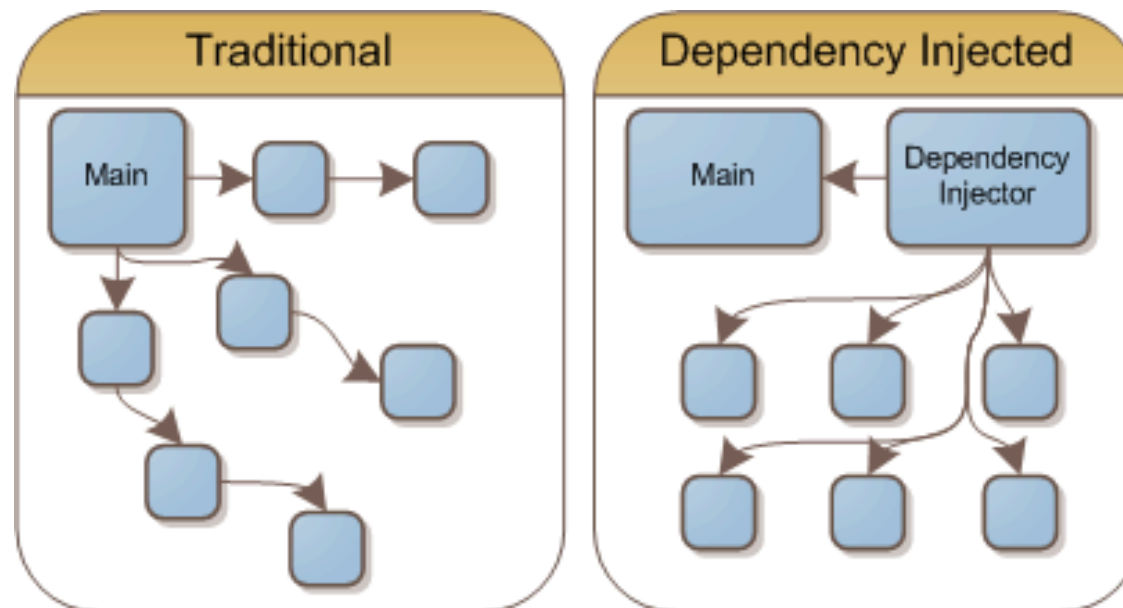 Traditional
Main
Dependency Injected
Main
Dependency
Injector